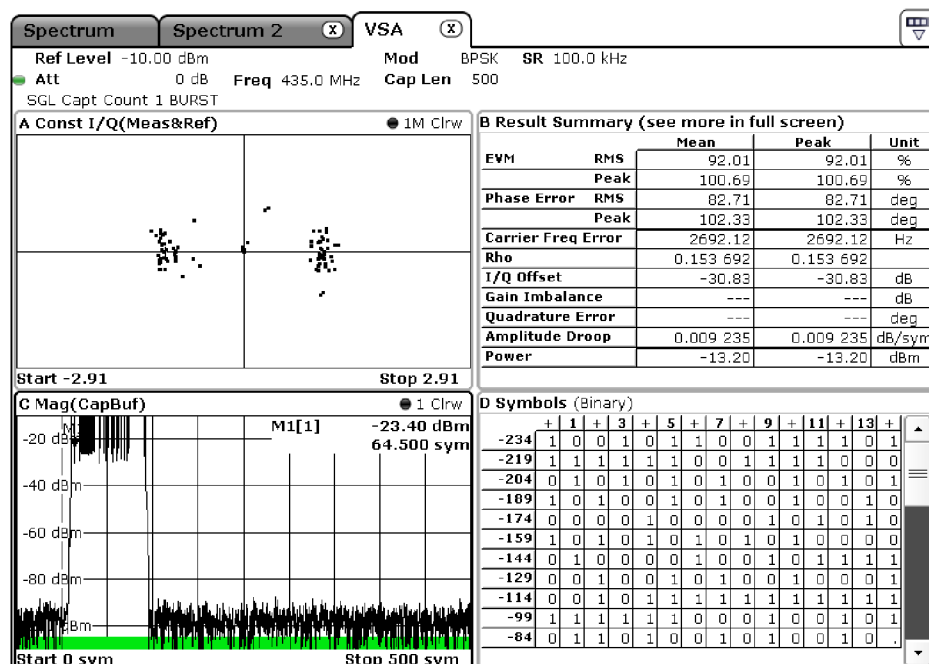 Spectrum Spectrum 2 X VSA X
Ref Level -10.00 dBm Mod BPSK SR 100.0 kHz
Att 0 dB Freq 435.0 MHz Cap Len 500
SGL Capt Count 1 BURST
A Const I/Q(Meas&Ref) 1M Clrw
Start -2.91 Stop 2.91
B Result Summary (see more in full screen)
Mean Peak Unit
EVM RMS 92.01 92.01 %
Peak 100.69 100.69 %
Phase Error RMS 82.71 82.71 deg
Peak 102.33 102.33 deg
Carrier Freq Error 2692.12 2692.12 Hz
Rho 0.153 692 0.153 692
I/Q Offset -30.83 -30.83 dB
Gain Imbalance --- --- dB
Quadrature Error --- --- deg
Amplitude Droop 0.009 235 0.009 235 dB/sym
Power -13.20 -13.20 dBm
C Mag(CapBuf) 1 Clrw
M1[1] -23.40 dBm
64.500 sym
-20 dBm
-40 dBm
-60 dBm
-80 dBm
Start 0 sym Stop 500 sym
D Symbols (Binary)
+ 1 + 3 + 5 + 7 + 9 + 11 + 13 +
-234 1 0 0 1 0 1 1 0 0 1 1 1 1 1 1
-219 1 1 1 1 1 1 0 0 1 1 1 1 0 0 0
-204 0 1 0 1 0 1 0 1 0 0 1 0 1 0 1
-189 1 0 1 0 1 0 1 1 0 0 1 0 0 1 0
-174 0 0 0 0 1 0 0 0 0 1 0 1 0 1 0
-159 1 0 1 0 1 0 1 0 1 1 0 1 0 0 0
-144 0 1 0 0 0 0 1 0 1 0 0 1 1 1 1
-129 0 0 1 0 0 1 0 1 0 0 1 0 0 0 1
-114 0 0 1 0 1 1 1 1 1 1 1 1 1 1 1
-99 1 1 1 1 1 1 0 0 0 1 1 0 1 0 1
-84 0 1 1 0 1 0 0 1 0 1 0 0 1 0 .